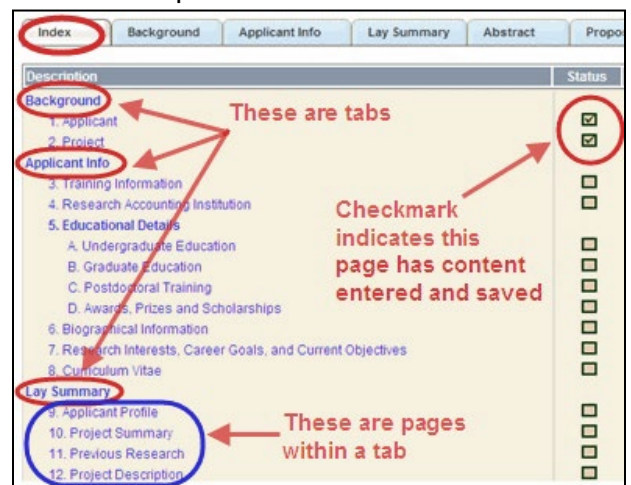 Index Background Applicant Info Lay Summary Abstract Propo
Description Status
Background
1. Applicant
2. Project
These are tabs
Applicant Info
3. Training Information
4. Research Accounting Institution
5. Educational Details
A. Undergraduate Education
B. Graduate Education
C. Postdoctoral Training
D. Awards, Prizes and Scholarships
Checkmark
indicates this
page has content
entered and saved
6. Biographical Information
7. Research Interests, Career Goals, and Current Objectives
8. Curriculum Vitae
Lay Summary
9. Applicant Profile
10. Project Summary
11. Previous Research
12. Project Description
These are pages
within a tab